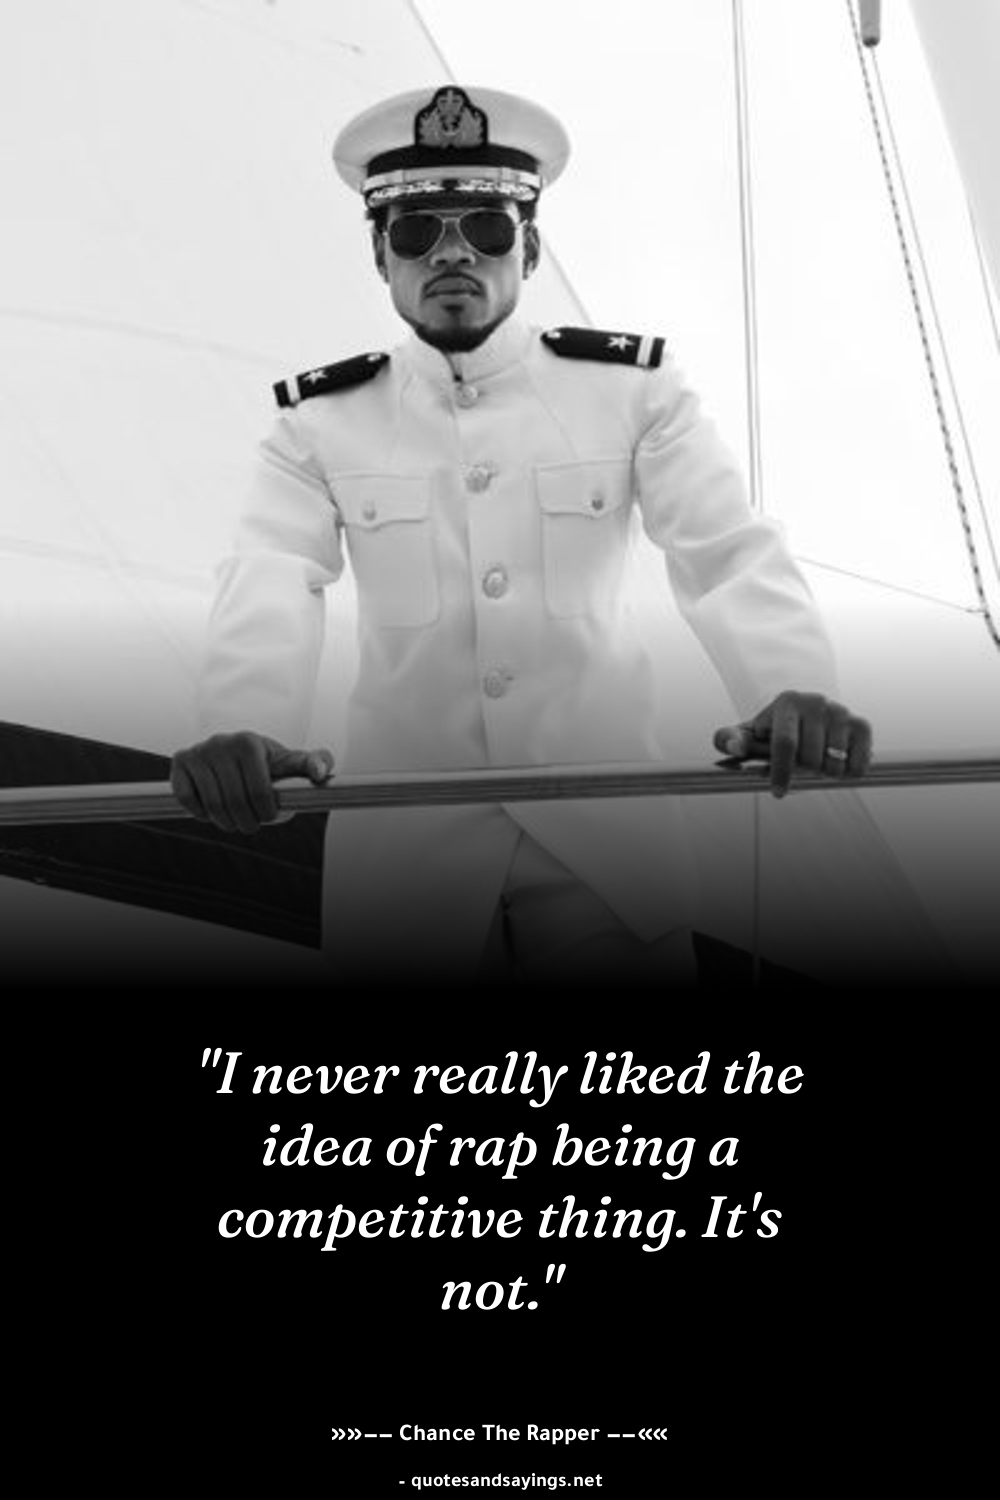 "I never really liked the
idea of rap being a
competitive thing. It's
not."
»»–– Chance The Rapper ––««
- quotesandsayings.net